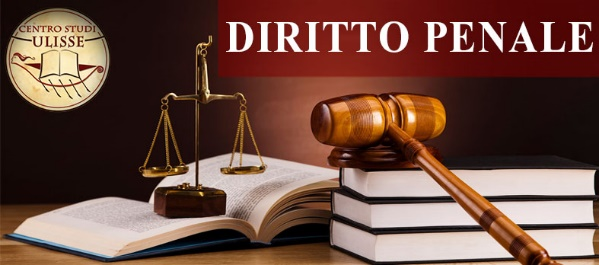 CENTRO STUDI
ULISSE
DIRITTO PENALE